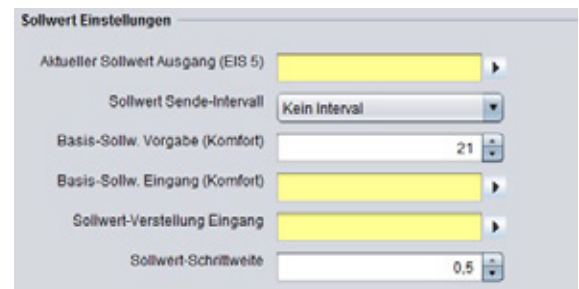 Sollwert Einstellungen
Aktueller Sollwert Ausgang (EIS 5)
Sollwert Sende-Intervall Kein Interval
Basis-Sollw. Vorgabe (Komfort) 21
Basis-Sollw. Eingang (Komfort)
Sollwert-Verstellung Eingang
Sollwert-Schrittweite 0,5